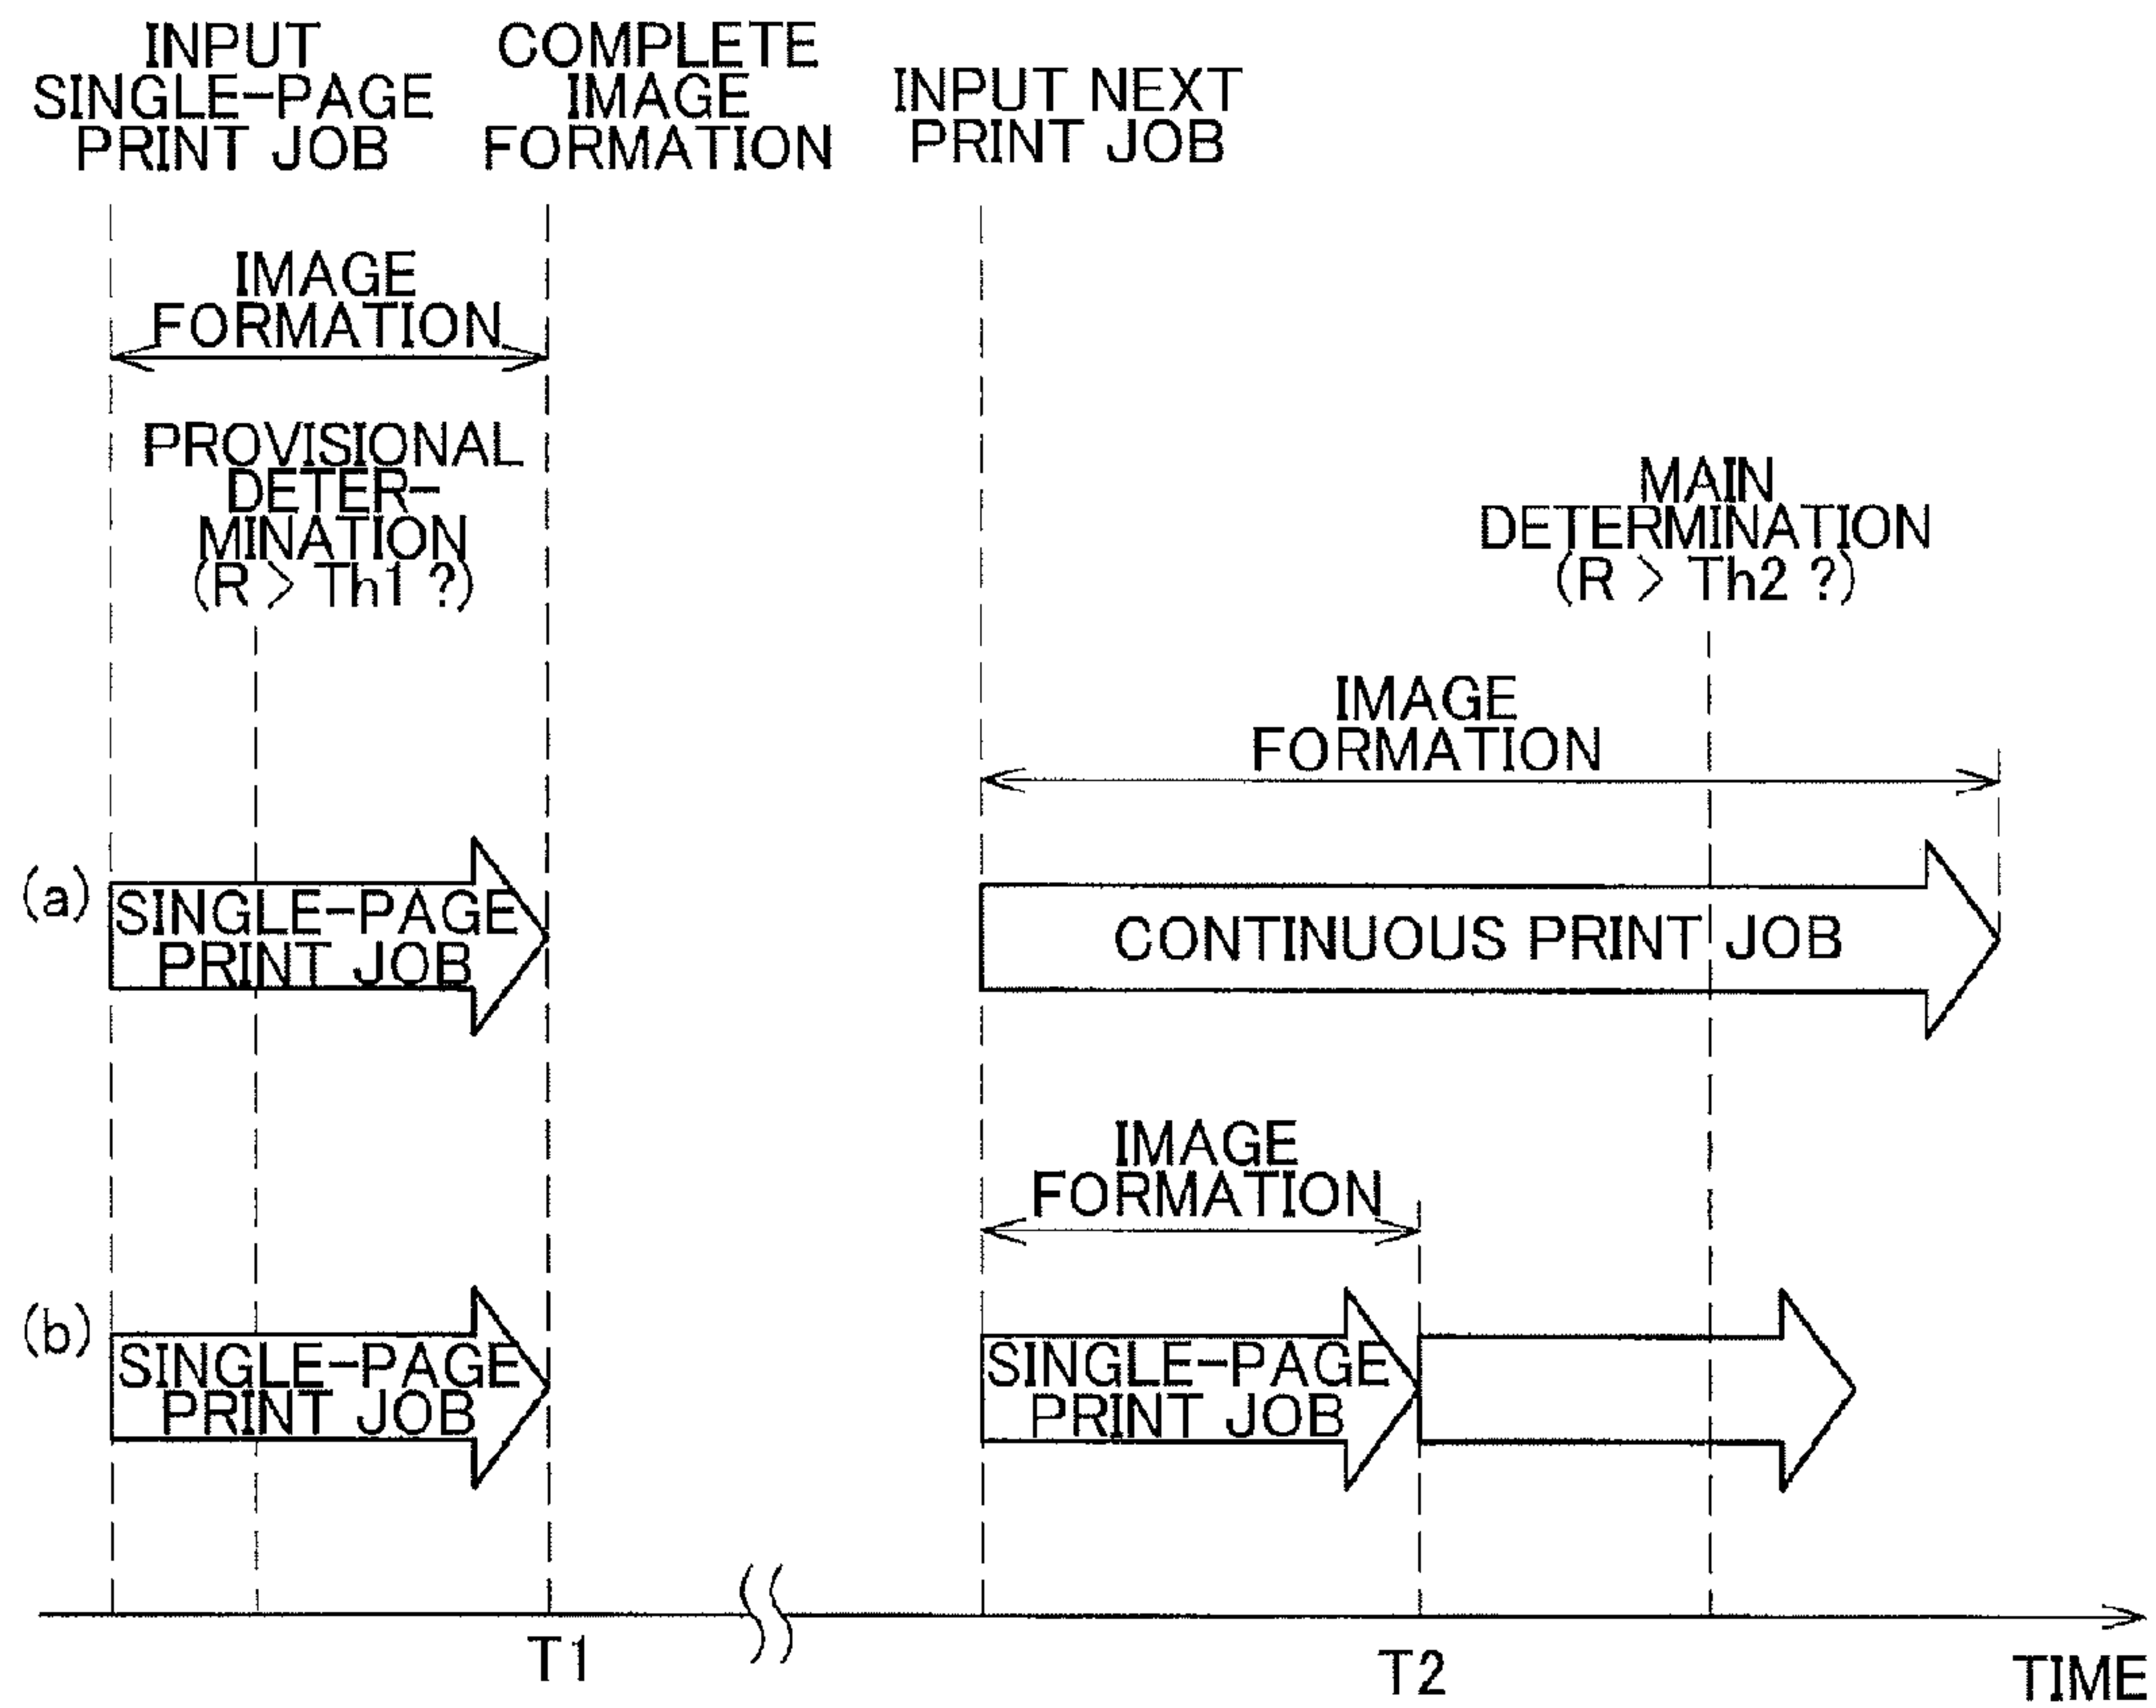 INPUT
SINGLE-PAGE
PRINT JOB
COMPLETE
IMAGE
FORMATION
INPUT NEXT
PRINT JOB
IMAGE
FORMATION
PROVISIONAL
DETER-
MINATION
(R > Th1 ?)
MAIN
DETERMINATION
(R > Th2 ?)
IMAGE
FORMATION
(a)
SINGLE-PAGE
PRINT JOB
CONTINUOUS PRINT JOB
IMAGE
FORMATION
(b)
SINGLE-PAGE
PRINT JOB
SINGLE-PAGE
PRINT JOB
T1
T2
TIME